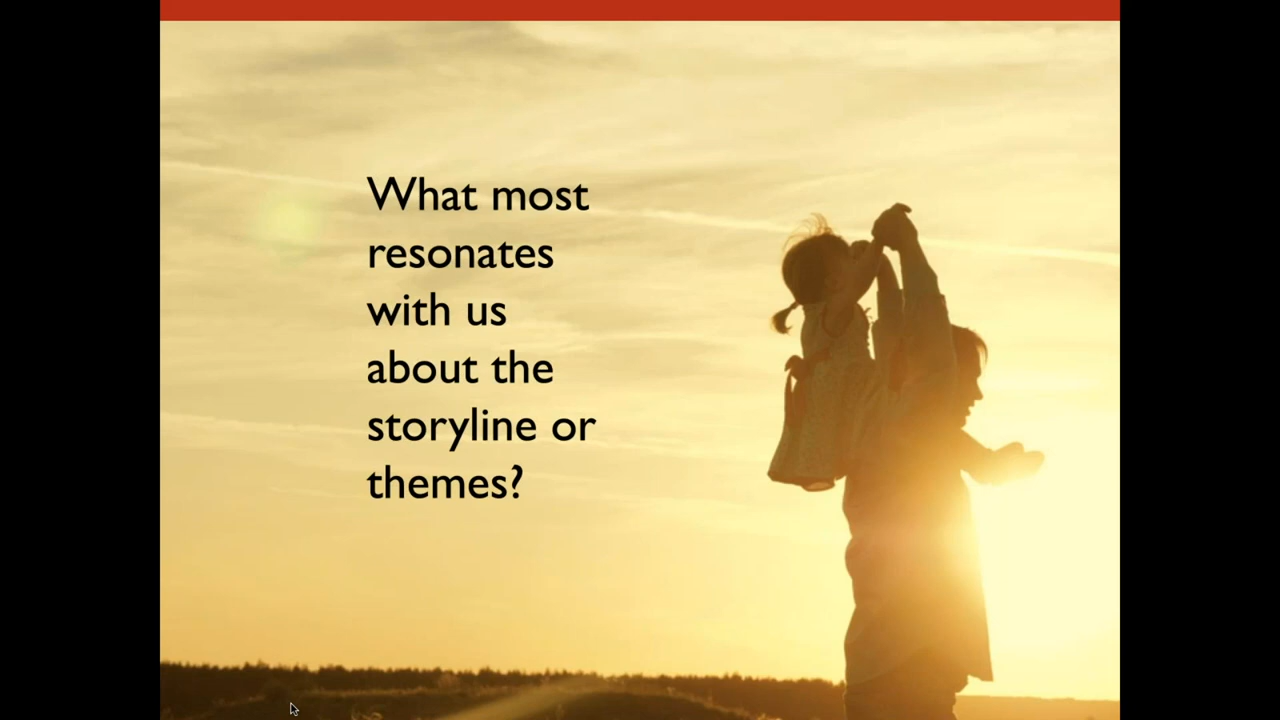 What most
resonates
with us
about the
storyline or
themes?